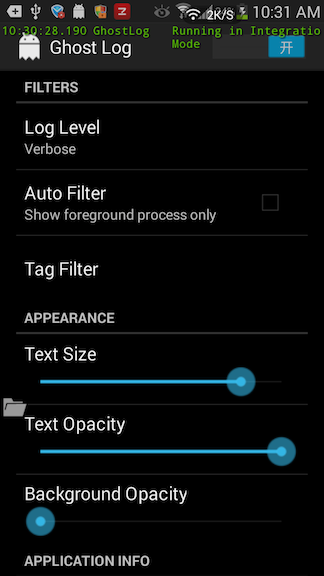 2K/S 10:31 AM
10:30:28.190 GhostLog Running in Integratio
Mode
Ghost Log 开
FILTERS
Log Level
Verbose
Auto Filter
Show foreground process only
Tag Filter
APPEARANCE
Text Size
Text Opacity
Background Opacity
APPLICATION INFO